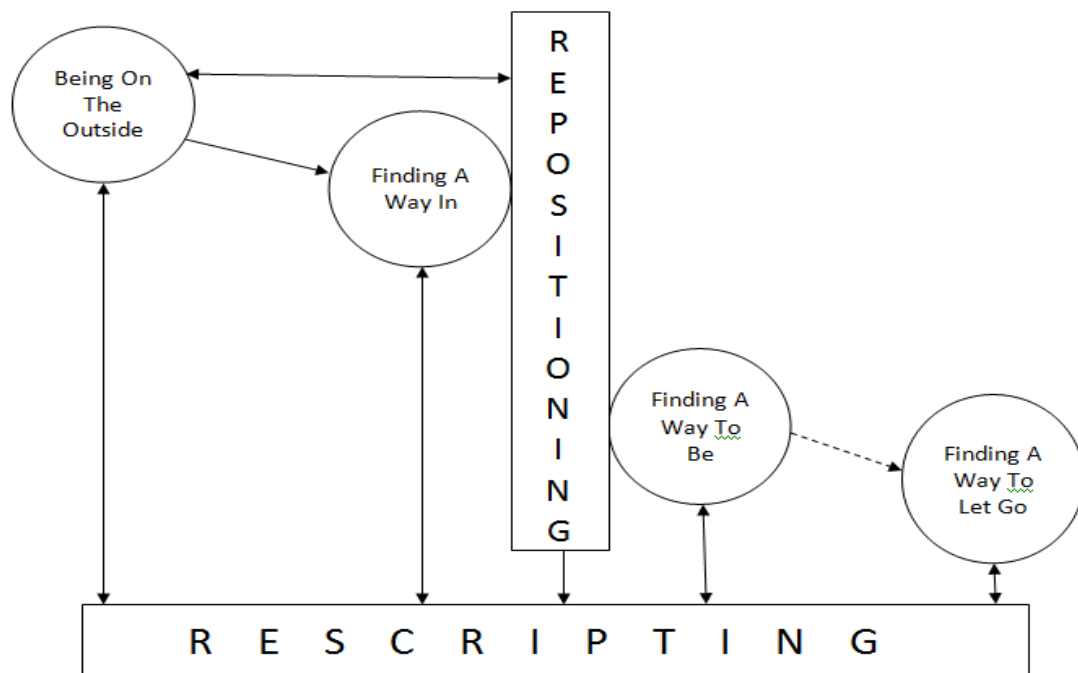 Being On
The
Outside
Finding A
Way In
R
E
P
O
S
I
T
I
O
N
I
N
G
Finding A
Way To
Be
Finding A
Way To
Let Go
R E S C R I P T I N G